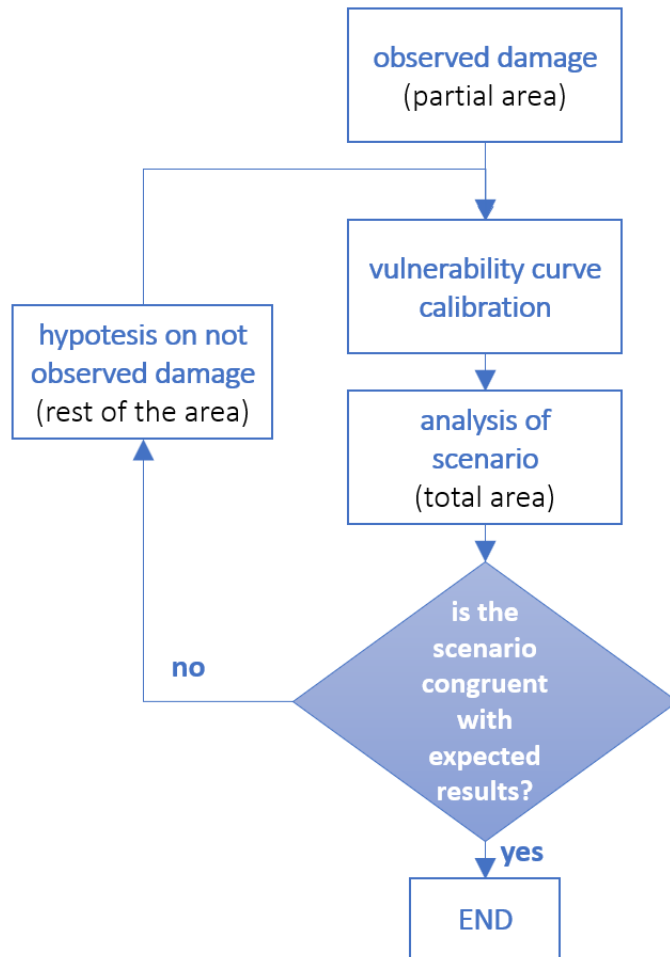 observed damage
(partial area)
vulnerability curve
calibration
hypotesis on not
observed damage
(rest of the area)
analysis of
scenario
(total area)
is the
scenario
congruent
with
expected
results?
no
yes
END